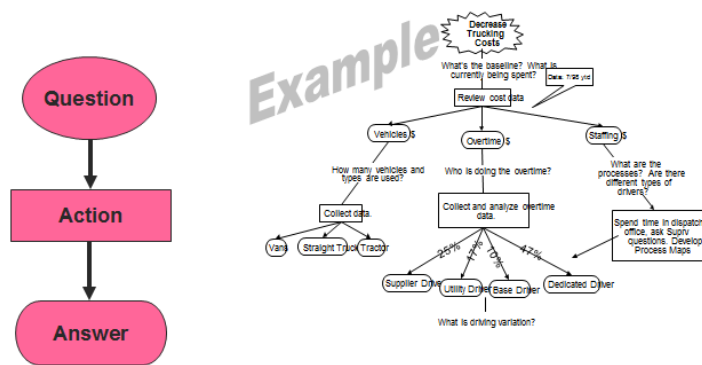 Question
Action
Answer
Example
Decrease
Trucking
Costs
What's the baseline? What is
currently being spent?
Data: 7/98 ytd
Review cost data
Vehicles $
Overtime $
Staffing $
How many vehicles and
types are used?
Who is doing the overtime?
What are
the processes? Are there
different types of
drivers?
Collect data.
Collect and analyze overtime
data.
Spend time in dispatch
office, ask Suprv
questions. Develop
Process Maps
Vans
Straight Truck
Tractor
25%
17%
10%
47%
Supplier Driver
Utility Driver
Base Driver
Dedicated Driver
What is driving variation?